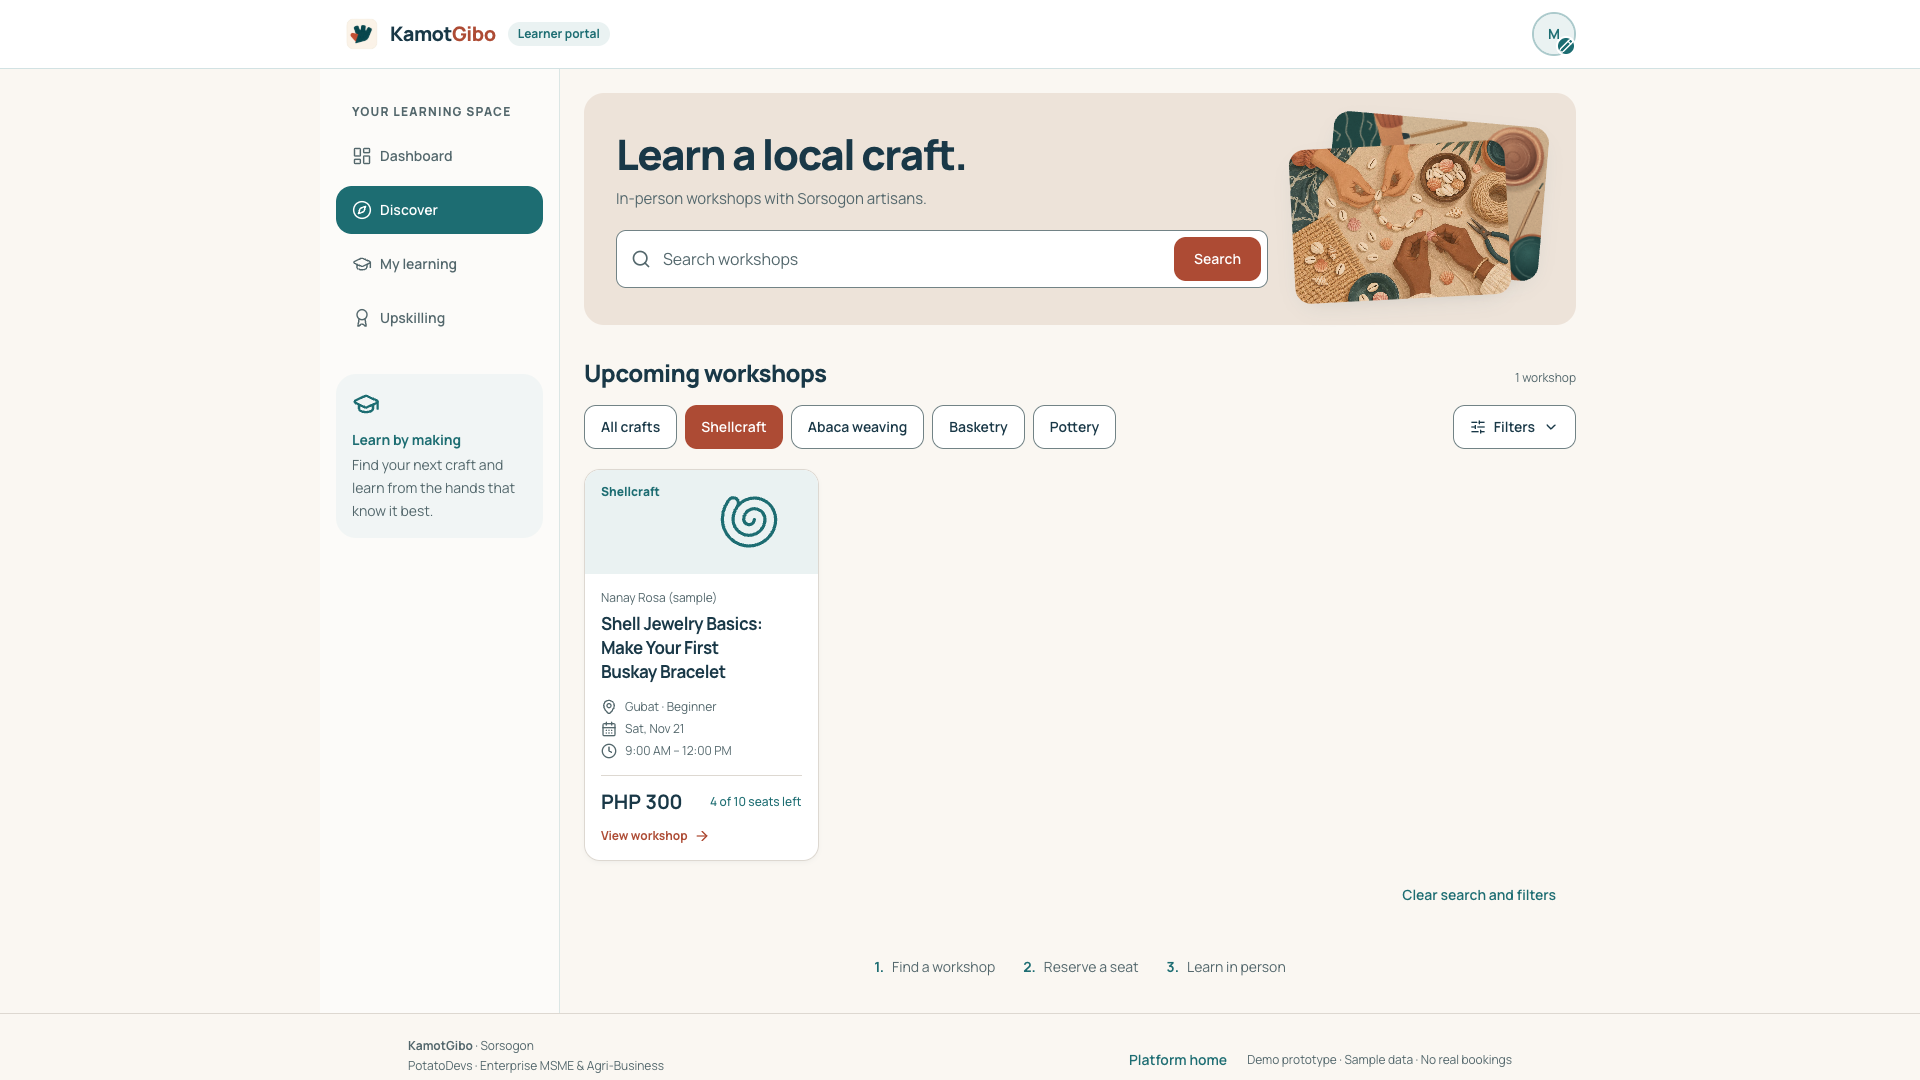 KamotGibo
Learner portal
M
YOUR LEARNING SPACE
Dashboard
Discover
My learning
Upskilling
Learn by making
Find your next craft and
learn from the hands that
know it best.
Learn a local craft.
In-person workshops with Sorsogon artisans.
Search workshops
Search
Upcoming workshops
1 workshop
All crafts
Shellcraft
Abaca weaving
Basketry
Pottery
Filters
Shellcraft
Nanay Rosa (sample)
Shell Jewelry Basics:
Make Your First
Buskay Bracelet
Gubat · Beginner
Sat, Nov 21
9:00 AM – 12:00 PM
PHP 300
4 of 10 seats left
View workshop
Clear search and filters
1. Find a workshop
2. Reserve a seat
3. Learn in person
KamotGibo · Sorsogon
PotatoDevs · Enterprise MSME & Agri-Business
Platform home
Demo prototype · Sample data · No real bookings